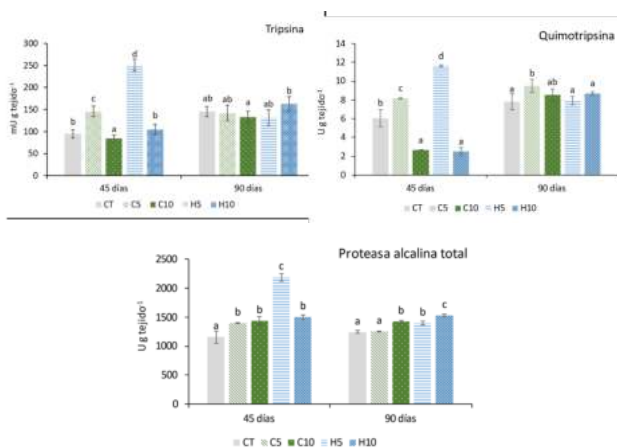 Tripsina
300
250
200
150
100
50
0
mU g tejido⁻¹
b
c
a
d
b
ab
ab
a
ab
b
45 días
90 días
CT C5 C10 H5 H10
Quimotripsina
14
12
10
8
6
4
2
0
U g tejido⁻¹
b
c
a
d
a
a
b
ab
a
a
45 días
90 días
CT C5 C10 H5 H10
Proteasa alcalina total
2500
2000
1500
1000
500
0
U g tejido⁻¹
a
b
b
c
b
a
a
b
b
c
45 días
90 días
CT C5 C10 H5 H10